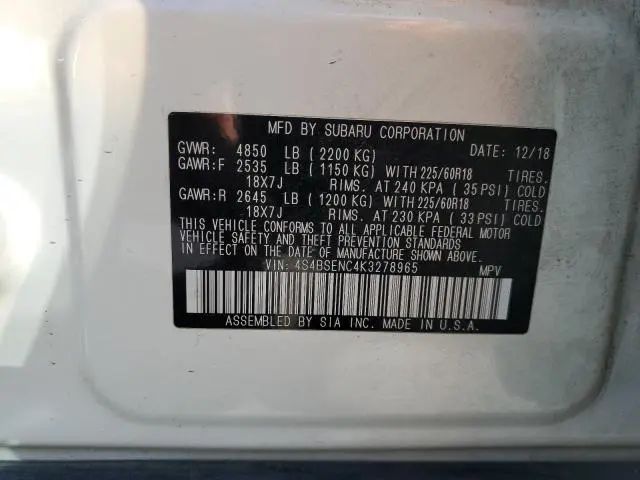 MFD BY SUBARU CORPORATION
GVWR: 4850 LB ( 2200 KG) DATE: 12/18
GAWR:F 2535 LB ( 1150 KG) WITH 225/60R18 TIRES.
18X7J RIMS. AT 240 KPA ( 35 PSI) COLD
GAWR:R 2645 LB ( 1200 KG) WITH 225/60R18 TIRES.
18X7J RIMS. AT 230 KPA ( 33 PSI) COLD
THIS VEHICLE CONFORMS TO ALL APPLICABLE FEDERAL MOTOR
VEHICLE SAFETY AND THEFT PREVENTION STANDARDS
IN EFFECT ON THE DATE OF MANUFACTURE SHOWN ABOVE.
VIN: 4S4BSENC4K3278965 MPV
ASSEMBLED BY SIA INC. MADE IN U.S.A.